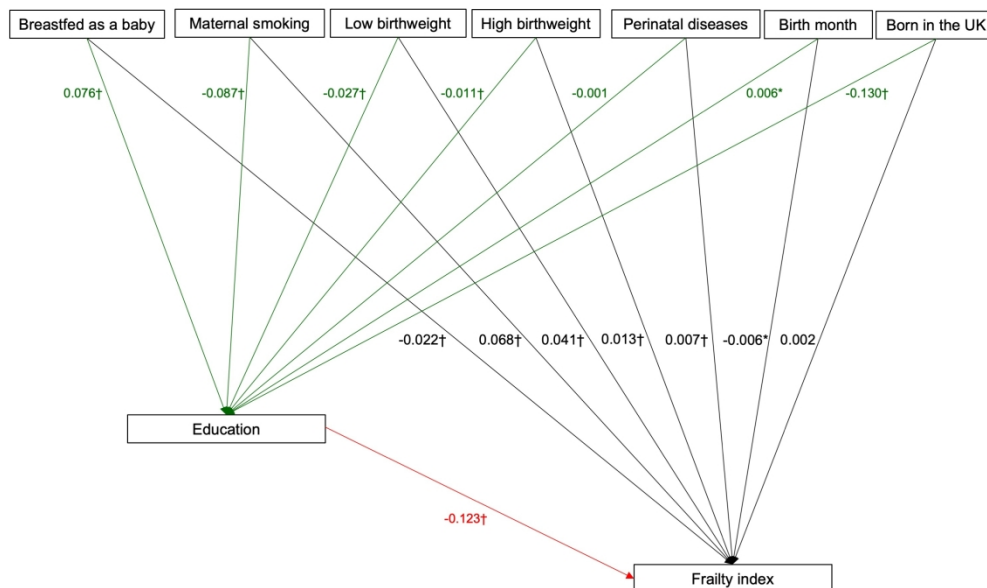 Breastfed as a baby Maternal smoking Low birthweight High birthweight Perinatal diseases Birth month Born in the UK
0.076† -0.087† -0.027† -0.011† -0.001 0.006* -0.130†
-0.022† 0.068† 0.041† 0.013† 0.007† -0.006* 0.002
Education
-0.123†
Frailty index